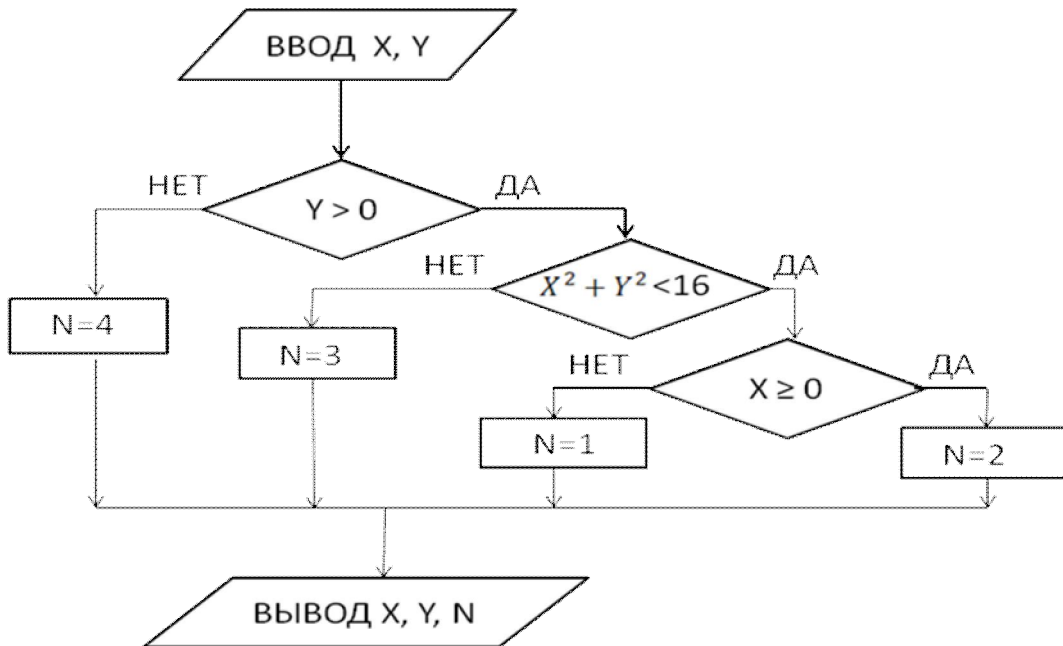 ВВОД X, Y
НЕТ
ДА
Y > 0
НЕТ
ДА
X² + Y² <16
N=4
N=3
НЕТ
ДА
X ≥ 0
N=1
N=2
ВЫВОД X, Y, N